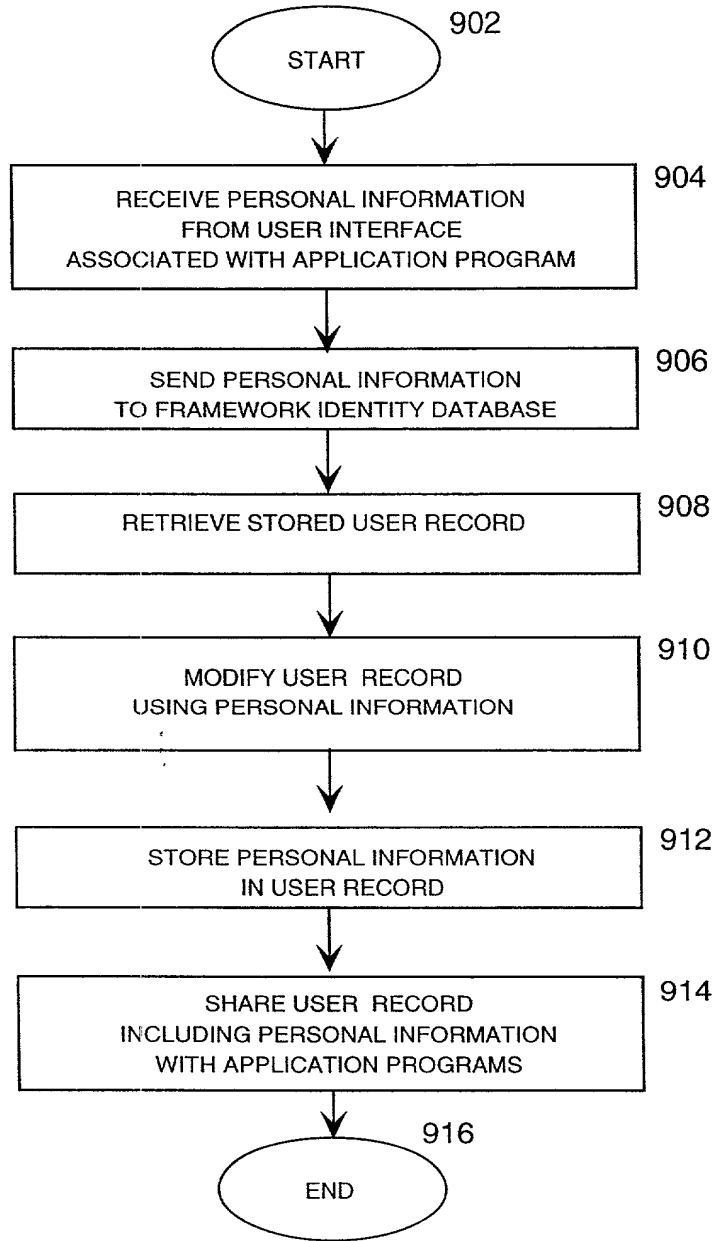 902
START
904
RECEIVE PERSONAL INFORMATION
FROM USER INTERFACE
ASSOCIATED WITH APPLICATION PROGRAM
906
SEND PERSONAL INFORMATION
TO FRAMEWORK IDENTITY DATABASE
908
RETRIEVE STORED USER RECORD
910
MODIFY USER RECORD
USING PERSONAL INFORMATION
912
STORE PERSONAL INFORMATION
IN USER RECORD
914
SHARE USER RECORD
INCLUDING PERSONAL INFORMATION
WITH APPLICATION PROGRAMS
916
END